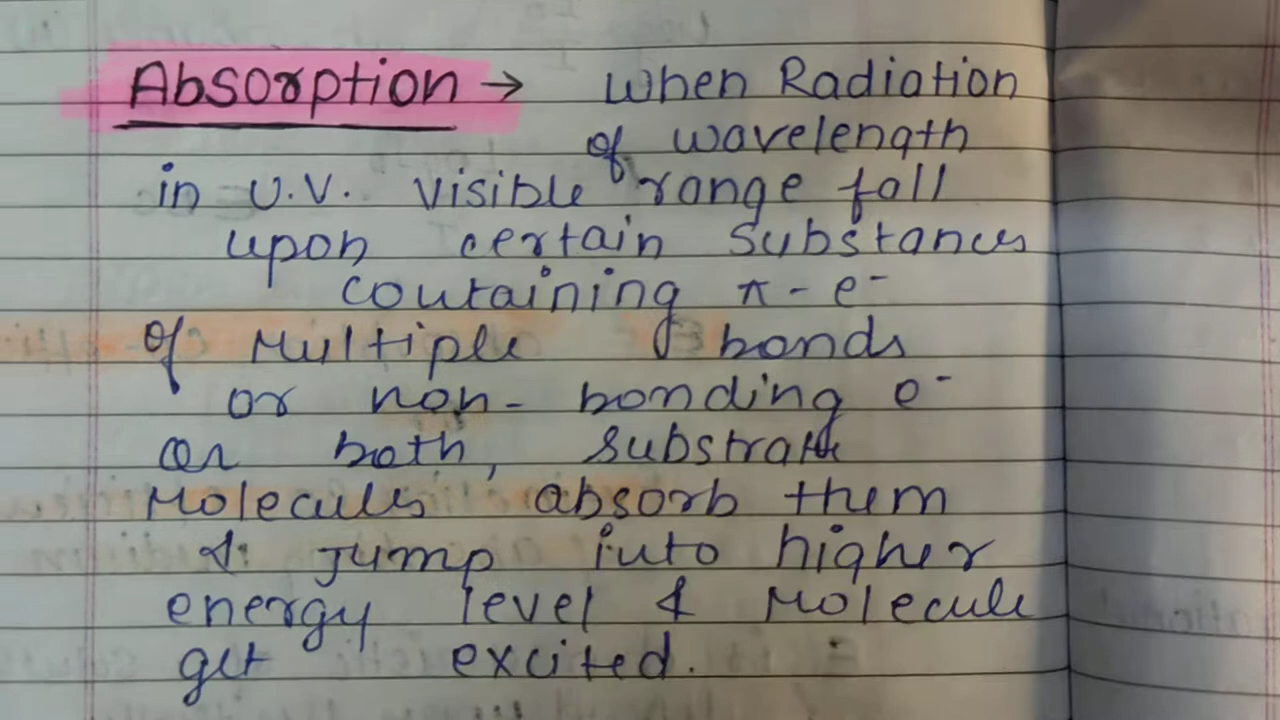 Absorption → When Radiation
of wavelength
in U.V. visible range fall
upon certain substances
containing π-e⁻
of Multiple bonds
or non-bonding e⁻
or both, substrate
Molecules absorb them
& Jump into higher
energy level & Molecule
get excited.